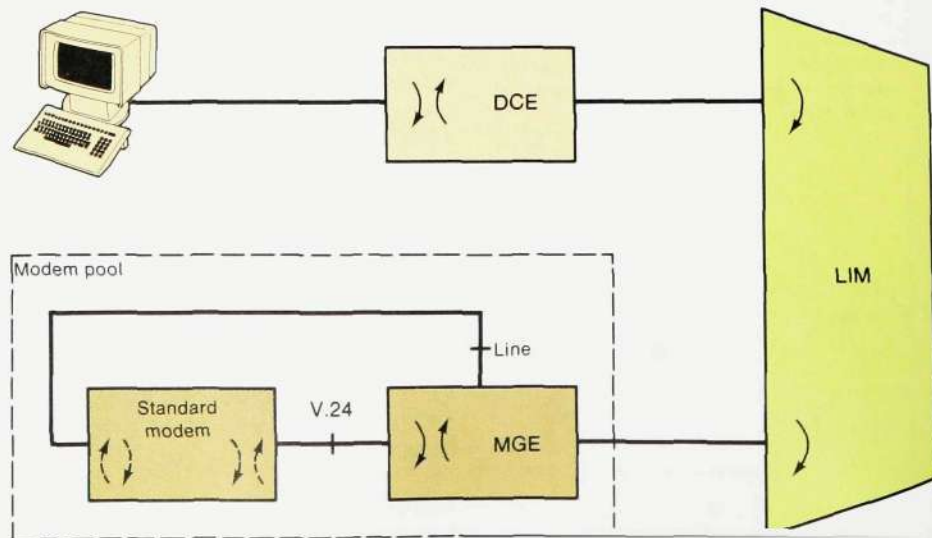 DCE
LIM
Modem pool
Line
Standard
modem
V.24
MGE